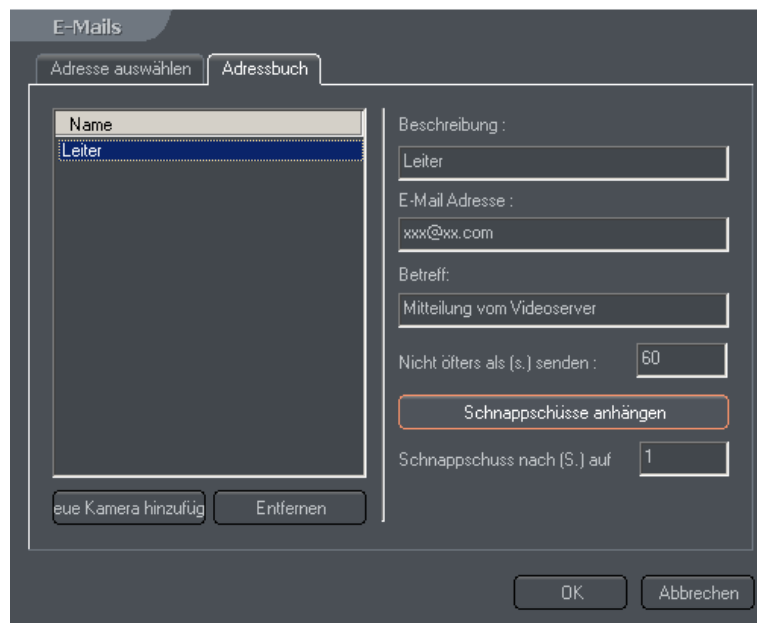 E-Mails
Adresse auswählen
Adressbuch
Name
Leiter
Beschreibung :
Leiter
E-Mail Adresse :
xxx@xx.com
Betreff:
Mitteilung vom Videoserver
Nicht öfters als (s.) senden :
60
Schnappschüsse anhängen
Schnappschuss nach (S.) auf
1
eue Kamera hinzufüg
Entfernen
OK
Abbrechen